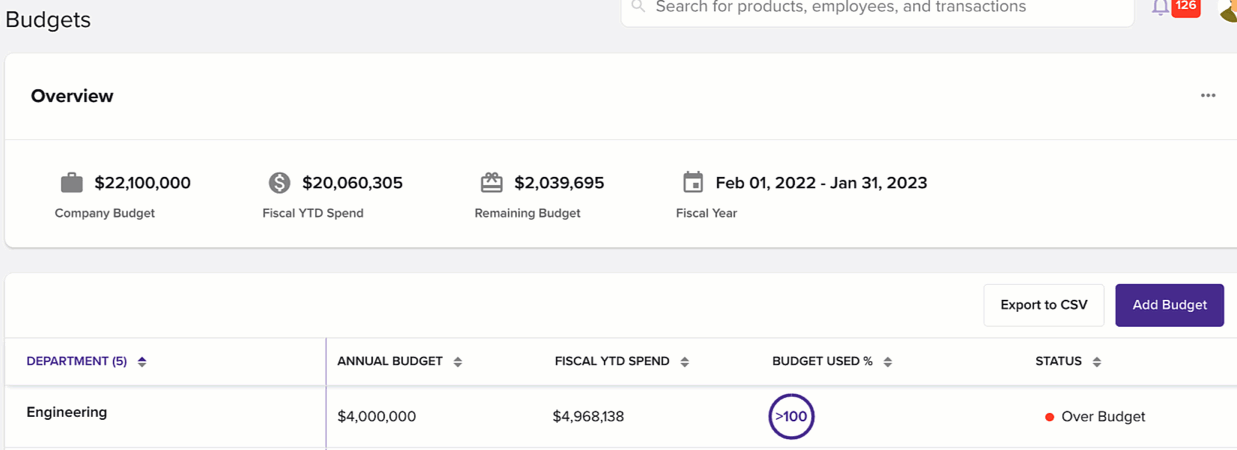 Budgets
Search for products, employees, and transactions
126
Overview
$22,100,000
Company Budget
$20,060,305
Fiscal YTD Spend
$2,039,695
Remaining Budget
Feb 01, 2022 - Jan 31, 2023
Fiscal Year
Export to CSV
Add Budget
DEPARTMENT (5) ANNUAL BUDGET FISCAL YTD SPEND BUDGET USED % STATUS
Engineering $4,000,000 $4,968,138 >100 Over Budget